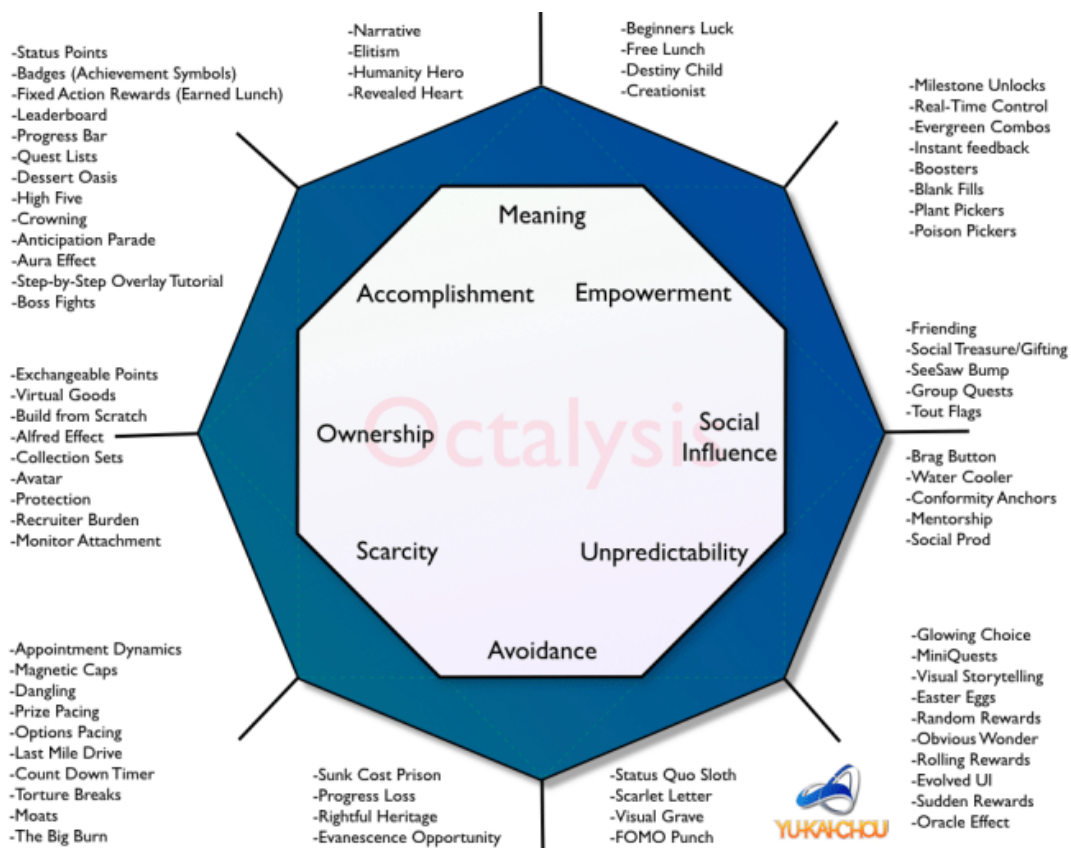 -Narrative
-Elitism
-Humanity Hero
-Revealed Heart
-Beginners Luck
-Free Lunch
-Destiny Child
-Creationist
-Status Points
-Badges (Achievement Symbols)
-Fixed Action Rewards (Earned Lunch)
-Leaderboard
-Progress Bar
-Quest Lists
-Dessert Oasis
-High Five
-Crowning
-Anticipation Parade
-Aura Effect
-Step-by-Step Overlay Tutorial
-Boss Fights
-Milestone Unlocks
-Real-Time Control
-Evergreen Combos
-Instant feedback
-Boosters
-Blank Fills
-Plant Pickers
-Poison Pickers
Meaning
Accomplishment
Empowerment
Ownership
Octalysis
Social
Influence
Scarcity
Unpredictability
Avoidance
-Exchangeable Points
-Virtual Goods
-Build from Scratch
-Alfred Effect
-Collection Sets
-Avatar
-Protection
-Recruiter Burden
-Monitor Attachment
-Friending
-Social Treasure/Gifting
-SeeSaw Bump
-Group Quests
-Tout Flags
-Brag Button
-Water Cooler
-Conformity Anchors
-Mentorship
-Social Prod
-Appointment Dynamics
-Magnetic Caps
-Dangling
-Prize Pacing
-Options Pacing
-Last Mile Drive
-Count Down Timer
-Torture Breaks
-Moats
-The Big Burn
-Sunk Cost Prison
-Progress Loss
-Rightful Heritage
-Evanescence Opportunity
-Status Quo Sloth
-Scarlet Letter
-Visual Grave
-FOMO Punch
YU-KAI-CHOU
-Glowing Choice
-MiniQuests
-Visual Storytelling
-Easter Eggs
-Random Rewards
-Obvious Wonder
-Rolling Rewards
-Evolved UI
-Sudden Rewards
-Oracle Effect